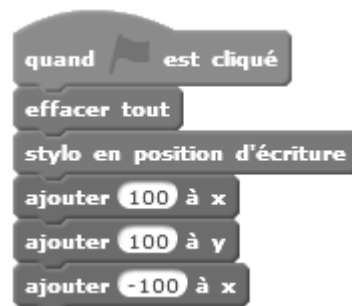 quand est cliqué
effacer tout
stylo en position d'écriture
ajouter 100 à x
ajouter 100 à y
ajouter -100 à x